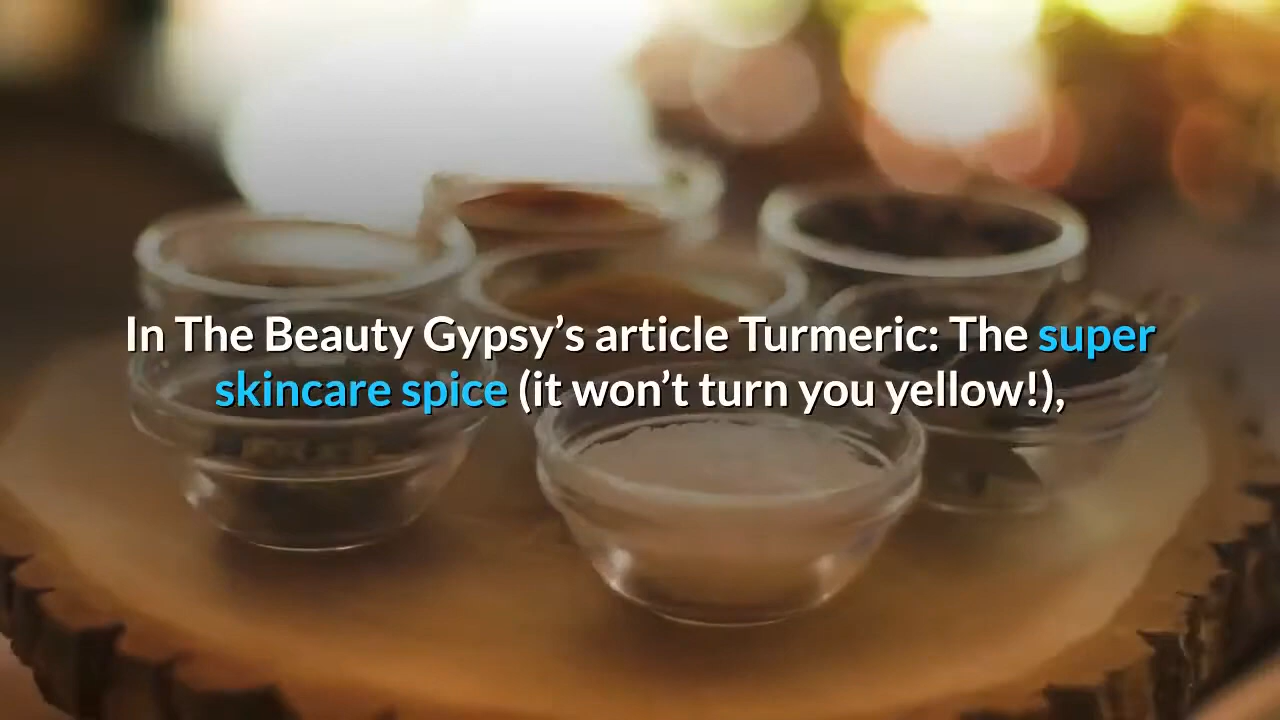 In The Beauty Gypsy’s article Turmeric: The super
skincare spice (it won’t turn you yellow!),